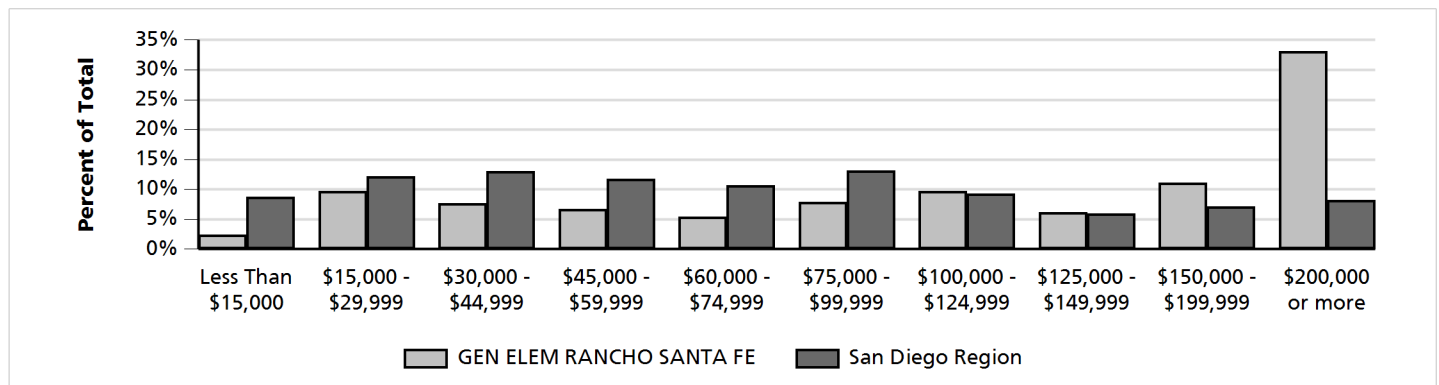 Percent of Total
35%
30%
25%
20%
15%
10%
5%
0%
Less Than $15,000
$15,000 - $29,999
$30,000 - $44,999
$45,000 - $59,999
$60,000 - $74,999
$75,000 - $99,999
$100,000 - $124,999
$125,000 - $149,999
$150,000 - $199,999
$200,000 or more
GEN ELEM RANCHO SANTA FE
San Diego Region